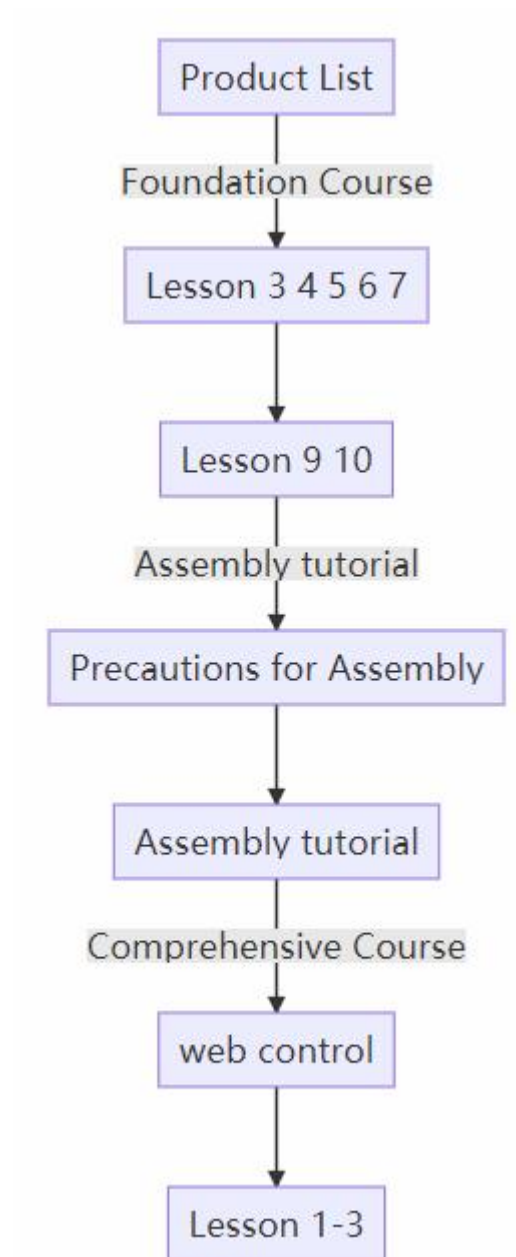 Product List
Foundation Course
Lesson 3 4 5 6 7
Lesson 9 10
Assembly tutorial
Precautions for Assembly
Assembly tutorial
Comprehensive Course
web control
Lesson 1-3